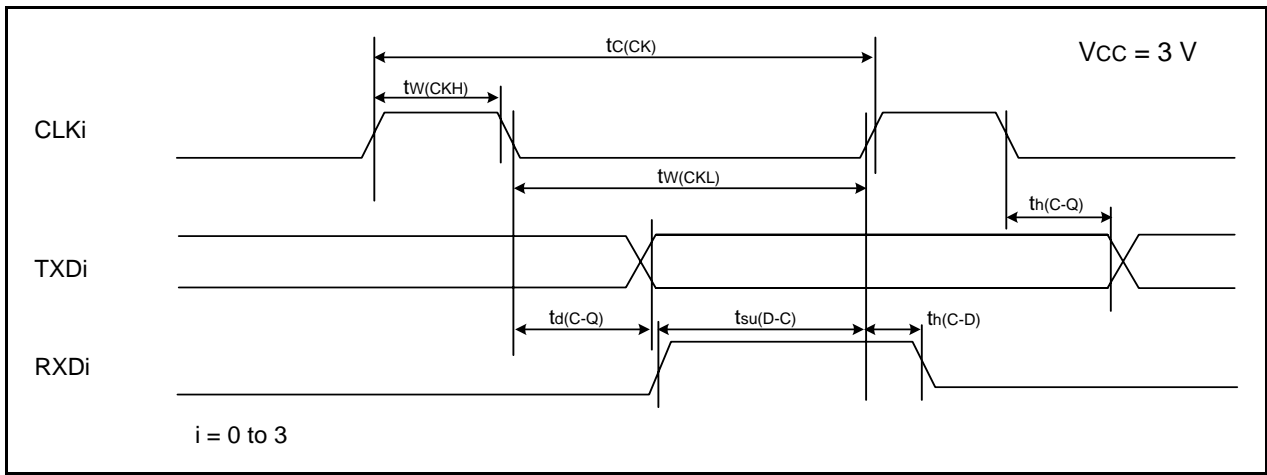 tC(CK)
VCC = 3 V
tW(CKH)
CLKi
tW(CKL)
th(C-Q)
TXDi
td(C-Q)
tsu(D-C)
th(C-D)
RXDi
i = 0 to 3